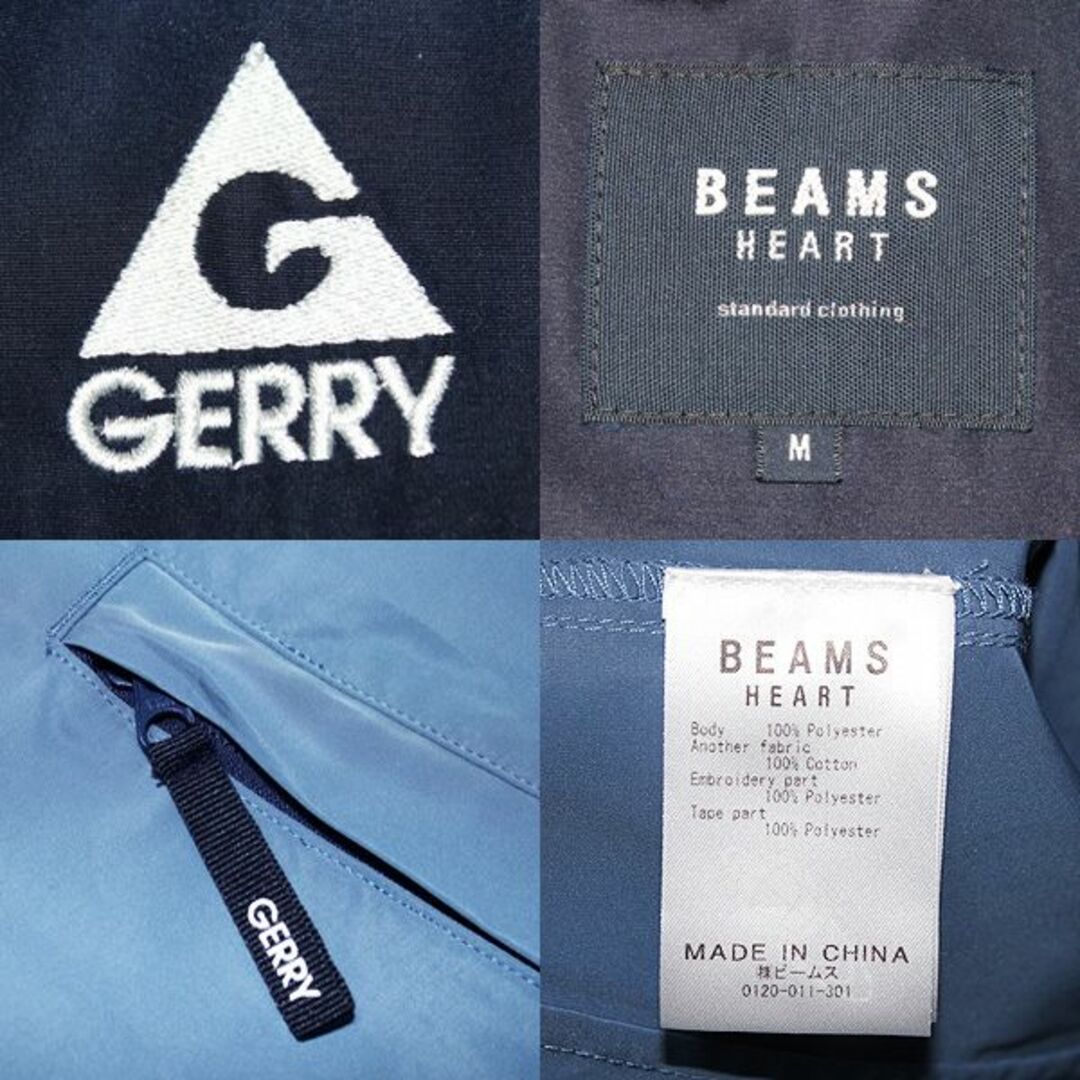 G
GERRY
BEAMS
HEART
standard clothing
M
GERRY
BEAMS
HEART
Body 100% Polyester
Another fabric
100% Cotton
Embroidery part
100% Polyester
Tape part
100% Polyester
MADE IN CHINA
㈱ビームス
0120-011-301